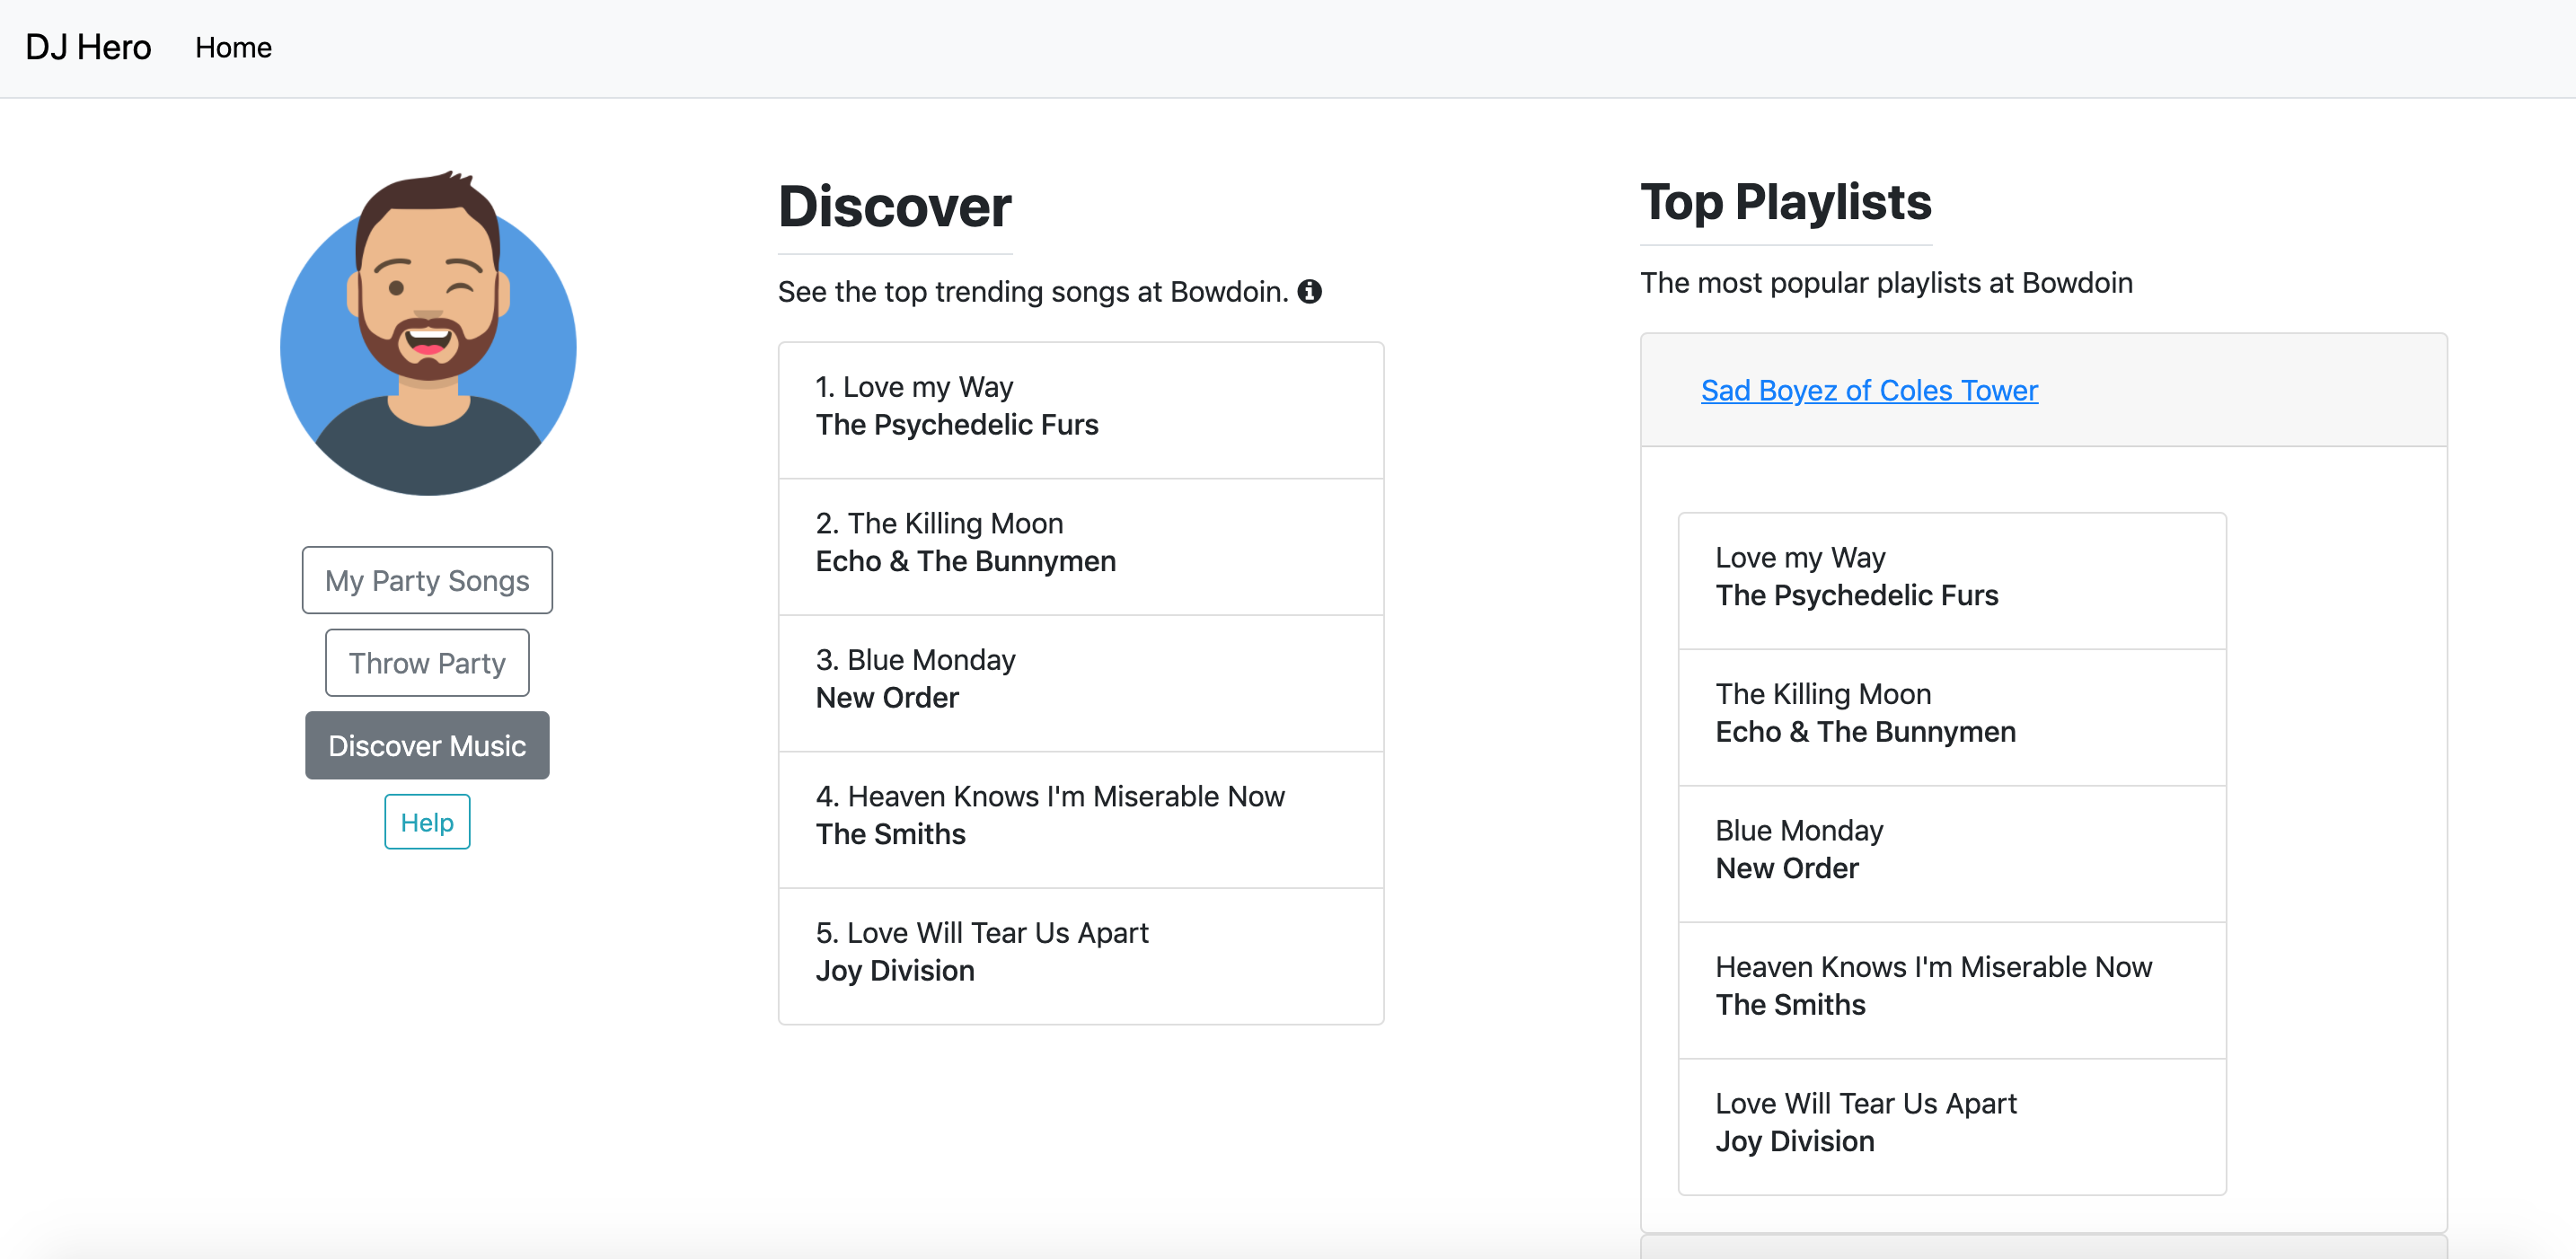 DJ Hero Home
My Party Songs
Throw Party
Discover Music
Help
Discover
See the top trending songs at Bowdoin.
1. Love my Way
The Psychedelic Furs
2. The Killing Moon
Echo & The Bunnymen
3. Blue Monday
New Order
4. Heaven Knows I'm Miserable Now
The Smiths
5. Love Will Tear Us Apart
Joy Division
Top Playlists
The most popular playlists at Bowdoin
Sad Boyez of Coles Tower
Love my Way
The Psychedelic Furs
The Killing Moon
Echo & The Bunnymen
Blue Monday
New Order
Heaven Knows I'm Miserable Now
The Smiths
Love Will Tear Us Apart
Joy Division